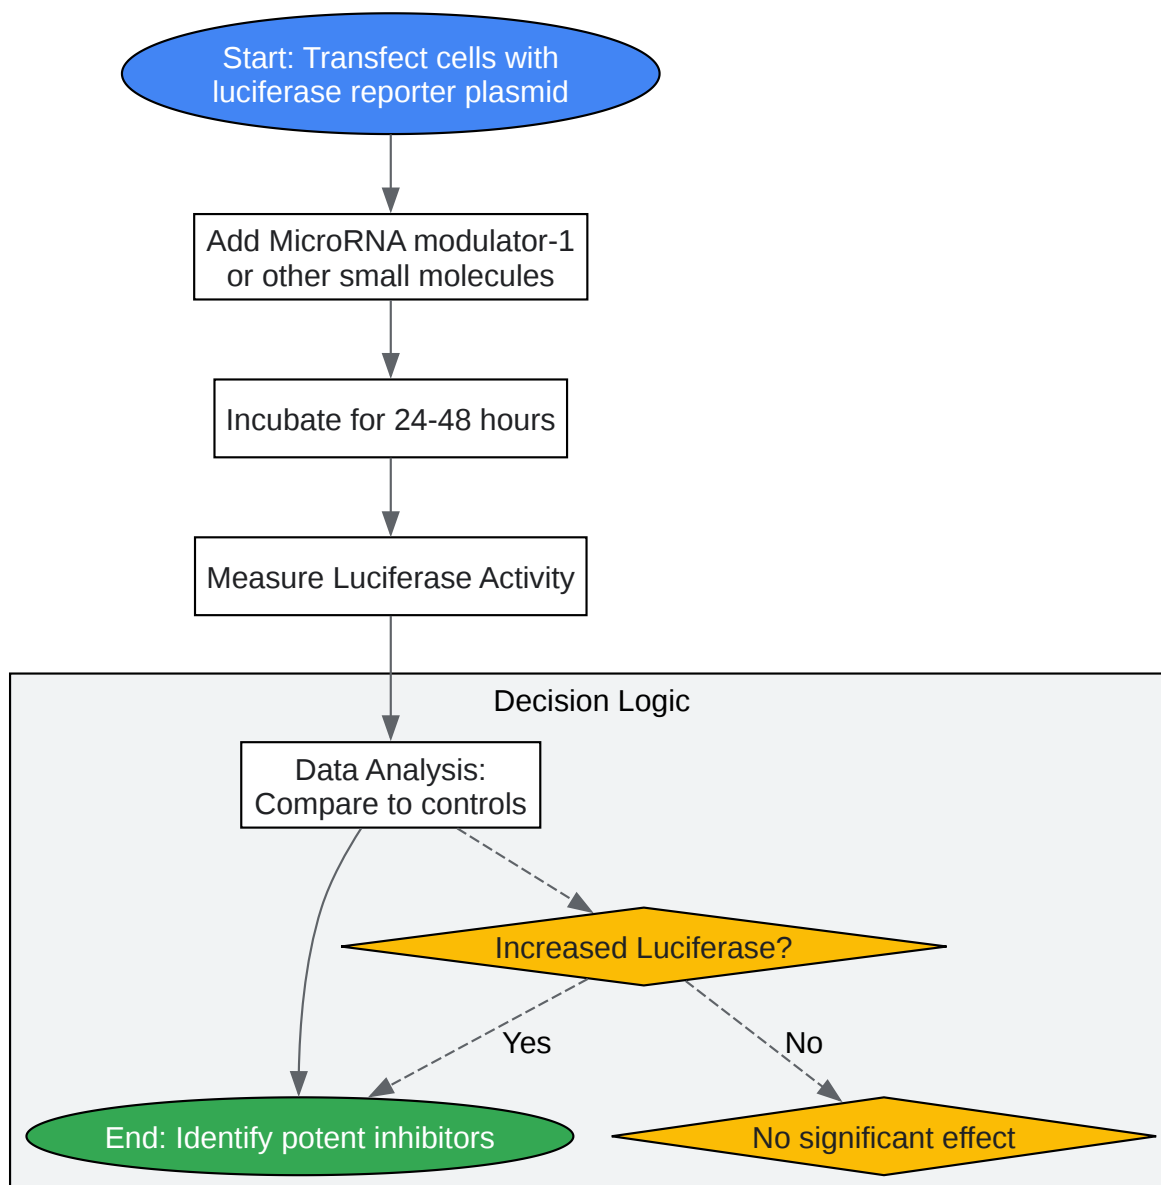 Start: Transfect cells with
luciferase reporter plasmid
Add MicroRNA modulator-1
or other small molecules
Incubate for 24-48 hours
Measure Luciferase Activity
Decision Logic
Data Analysis:
Compare to controls
Increased Luciferase?
Yes
No
End: Identify potent inhibitors
No significant effect